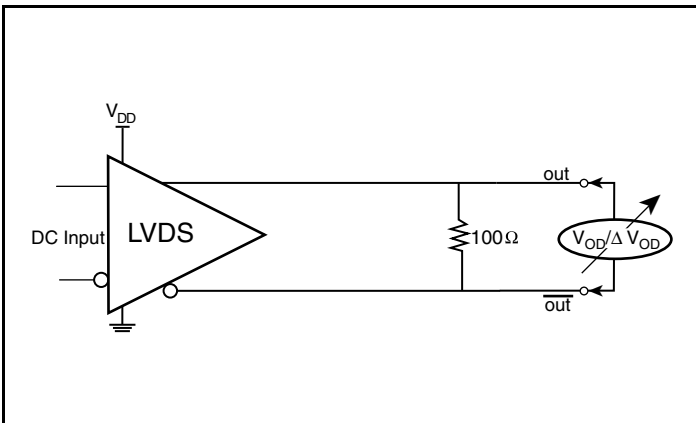 V_DD
out
DC Input
LVDS
100Ω
V_OD/Δ V_OD
out